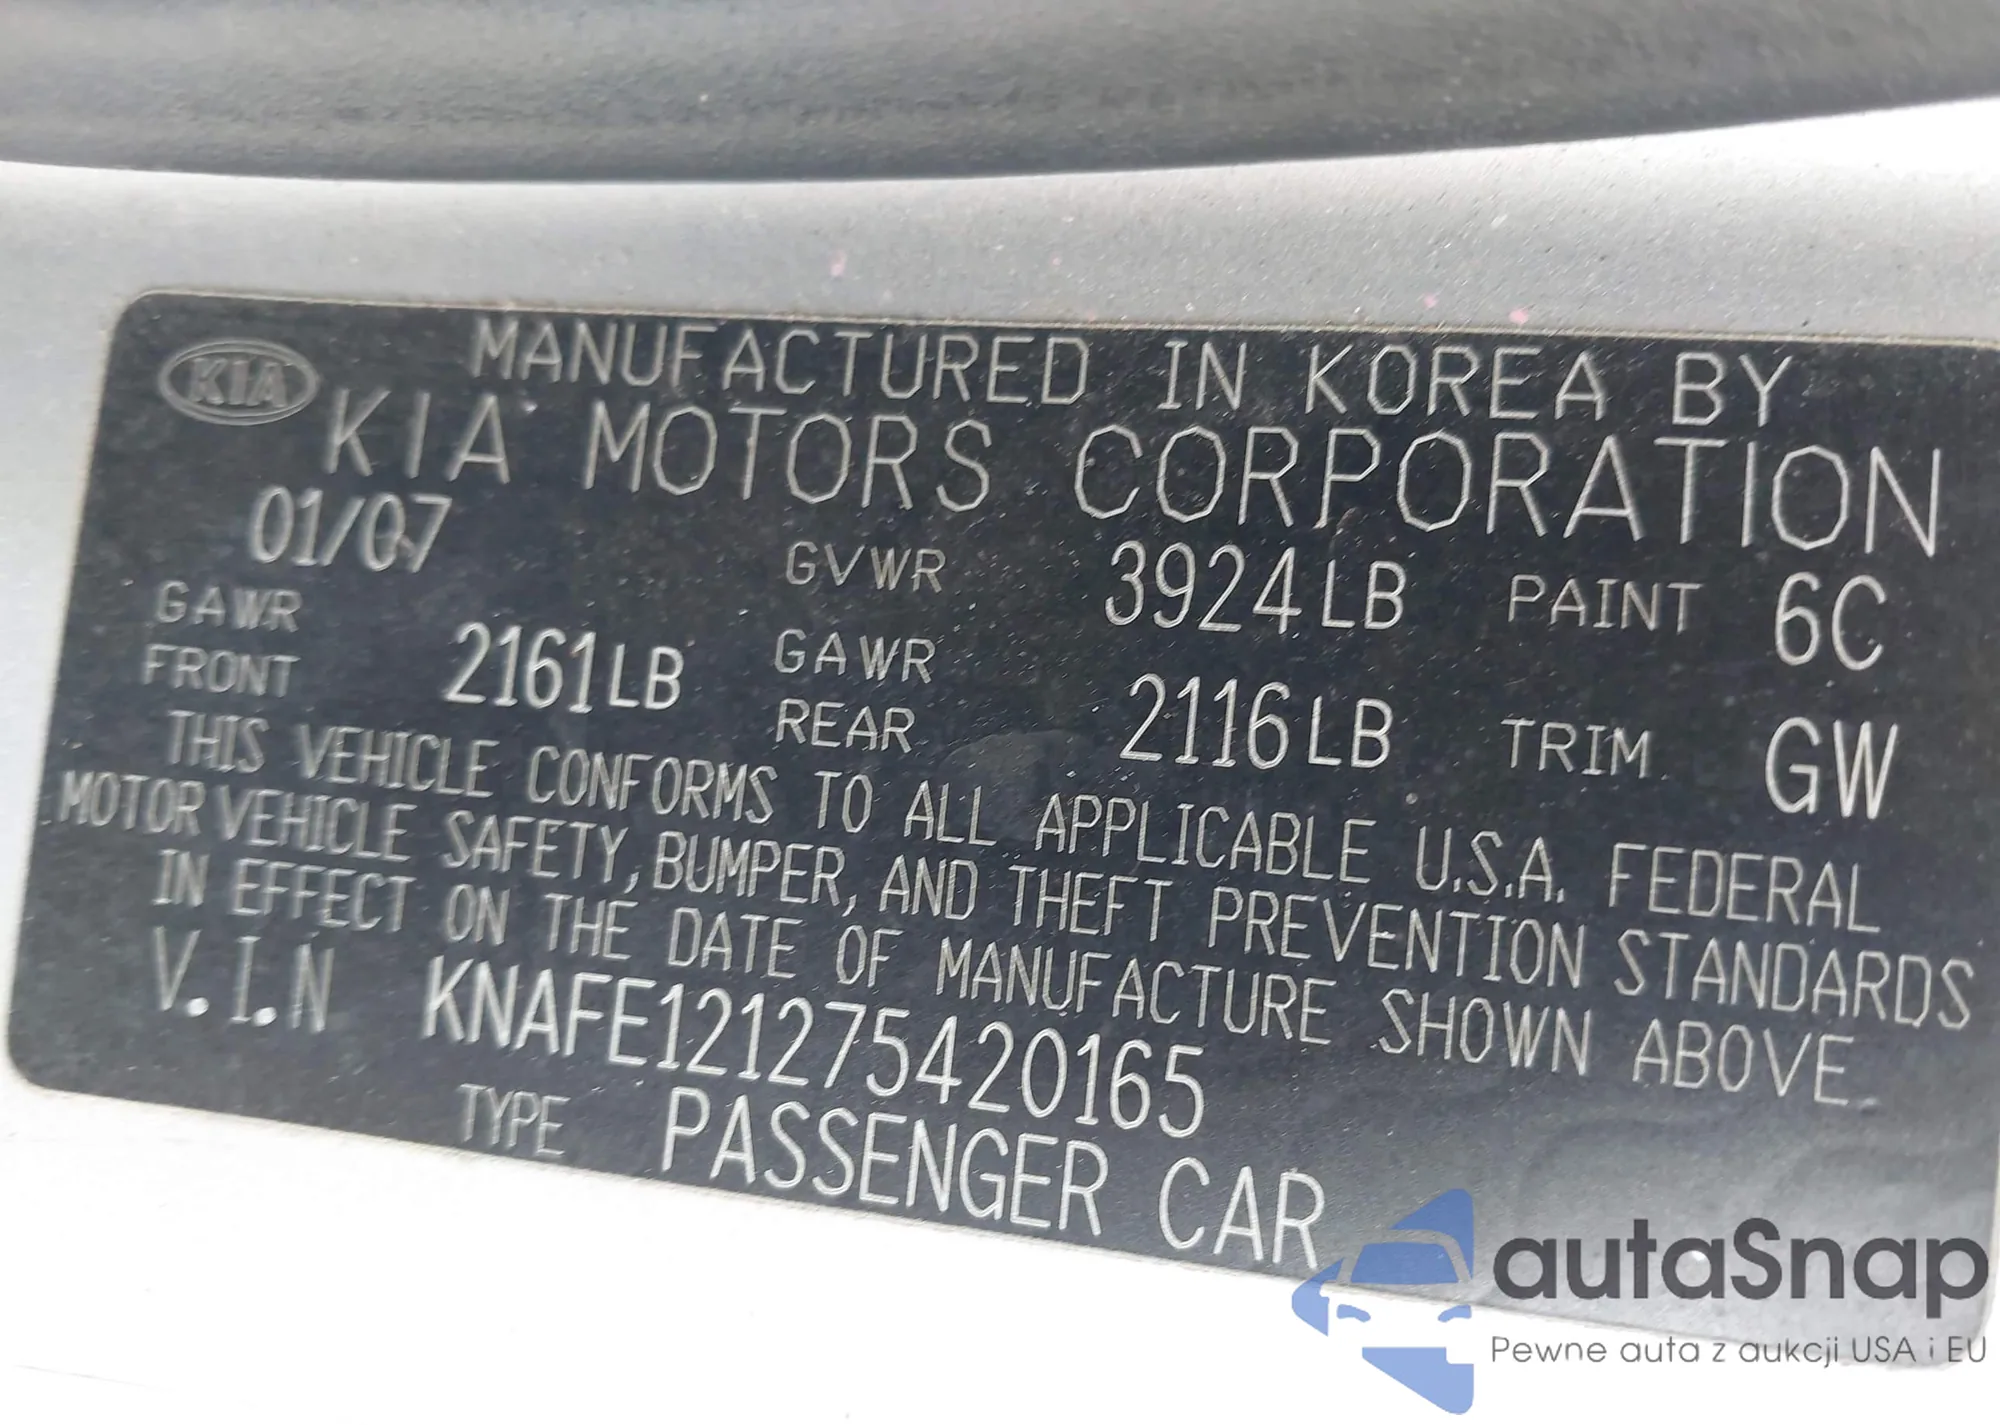 KIA
MANUFACTURED IN KOREA BY
KIA MOTORS CORPORATION
01/07 GVWR 3924LB PAINT 6C
GAWR FRONT 2161LB GAWR REAR 2116LB TRIM GW
THIS VEHICLE CONFORMS TO ALL APPLICABLE U.S.A. FEDERAL
MOTOR VEHICLE SAFETY, BUMPER, AND THEFT PREVENTION STANDARDS
IN EFFECT ON THE DATE OF MANUFACTURE SHOWN ABOVE.
V.I.N KNAFE121275420165
TYPE PASSENGER CAR
autaSnap
Pewne auta z aukcji USA i EU